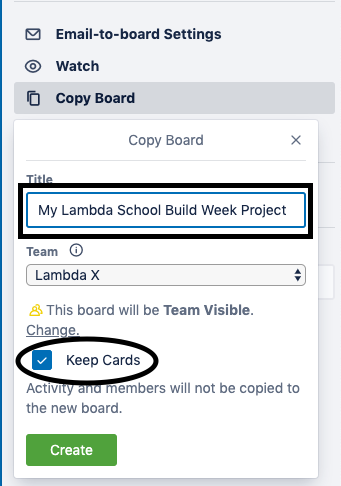 Email-to-board Settings
Watch
Copy Board
Copy Board
Title
My Lambda School Build Week Project
Team
Lambda X
This board will be Team Visible.
Change.
Keep Cards
Activity and members will not be copied to
the new board.
Create